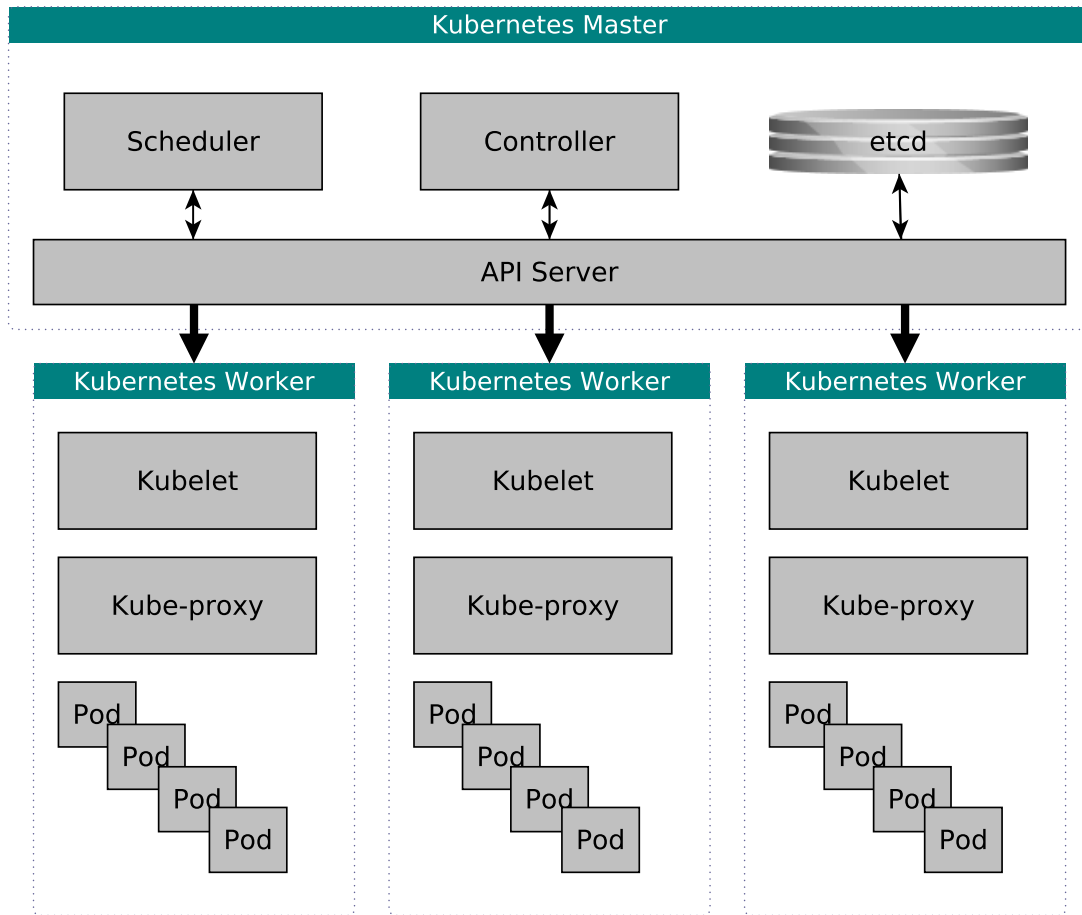 Kubernetes Master
Scheduler
Controller
etcd
API Server
Kubernetes Worker
Kubelet
Kube-proxy
Pod
Pod
Pod
Pod
Kubernetes Worker
Kubelet
Kube-proxy
Pod
Pod
Pod
Pod
Kubernetes Worker
Kubelet
Kube-proxy
Pod
Pod
Pod
Pod